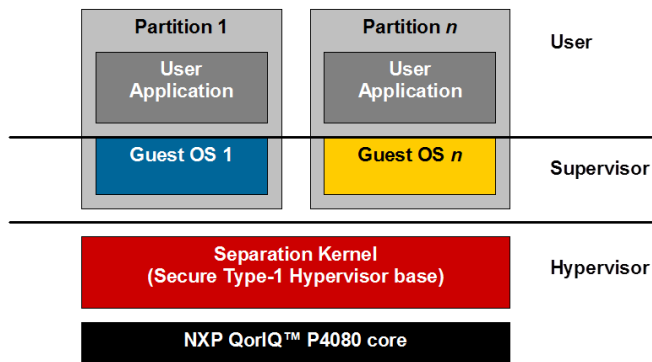 Partition 1
Partition n
User
User
Application
User
Application
Guest OS 1
Guest OS n
Supervisor
Separation Kernel
(Secure Type-1 Hypervisor base)
Hypervisor
NXP QorIQ™ P4080 core